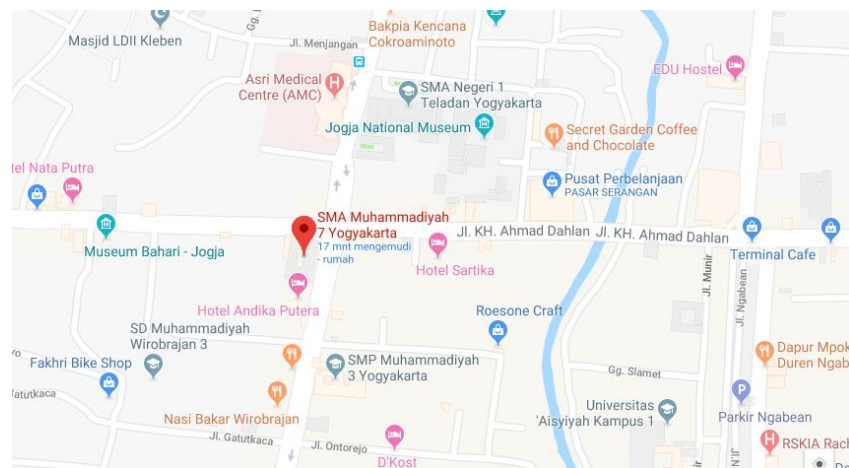 Bakpia Kencana
Cokroaminoto
Masjid LDII Kleben
Gg.
Jl. Menjangan
Asri Medical
Centre (AMC)
SMA Negeri 1
Teladan Yogyakarta
EDU Hostel
Jogja National Museum
Secret Garden Coffee
and Chocolate
el Nata Putra
Pusat Perbelanjaan
PASAR SERANGAN
SMA Muhammadiyah
7 Yogyakarta
17 mnt mengemudi
- rumah
Museum Bahari - Jogja
Jl. KH. Ahmad Dahlan
Jl. KH. Ahmad Dahlan
Hotel Sartika
Terminal Cafe
Jl. Munir
Jl. Ngabean
Hotel Andika Putera
Roesone Craft
SD Muhammadiyah
Wirobrajan 3
Fakhri Bike Shop
SMP Muhammadiyah
3 Yogyakarta
Dapur Mpok
Duren Ngab
Gg. Slamet
Gatutkaca
Nasi Bakar Wirobrajan
Universitas
'Aisyiyah Kampus 1
Parkir Ngabean
Jl. Gatutkaca
Jl. Ontorejo
D'Kost
RSKIA Rach